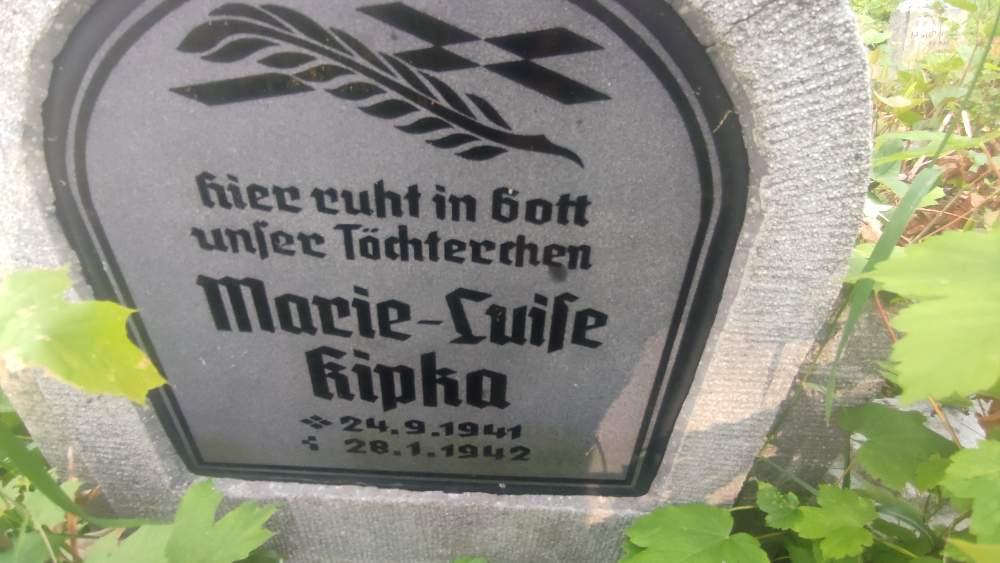 Hier ruht in Gott
unser Töchterchen
Marie-Luise
Kipka
24.9.1941
28.1.1942